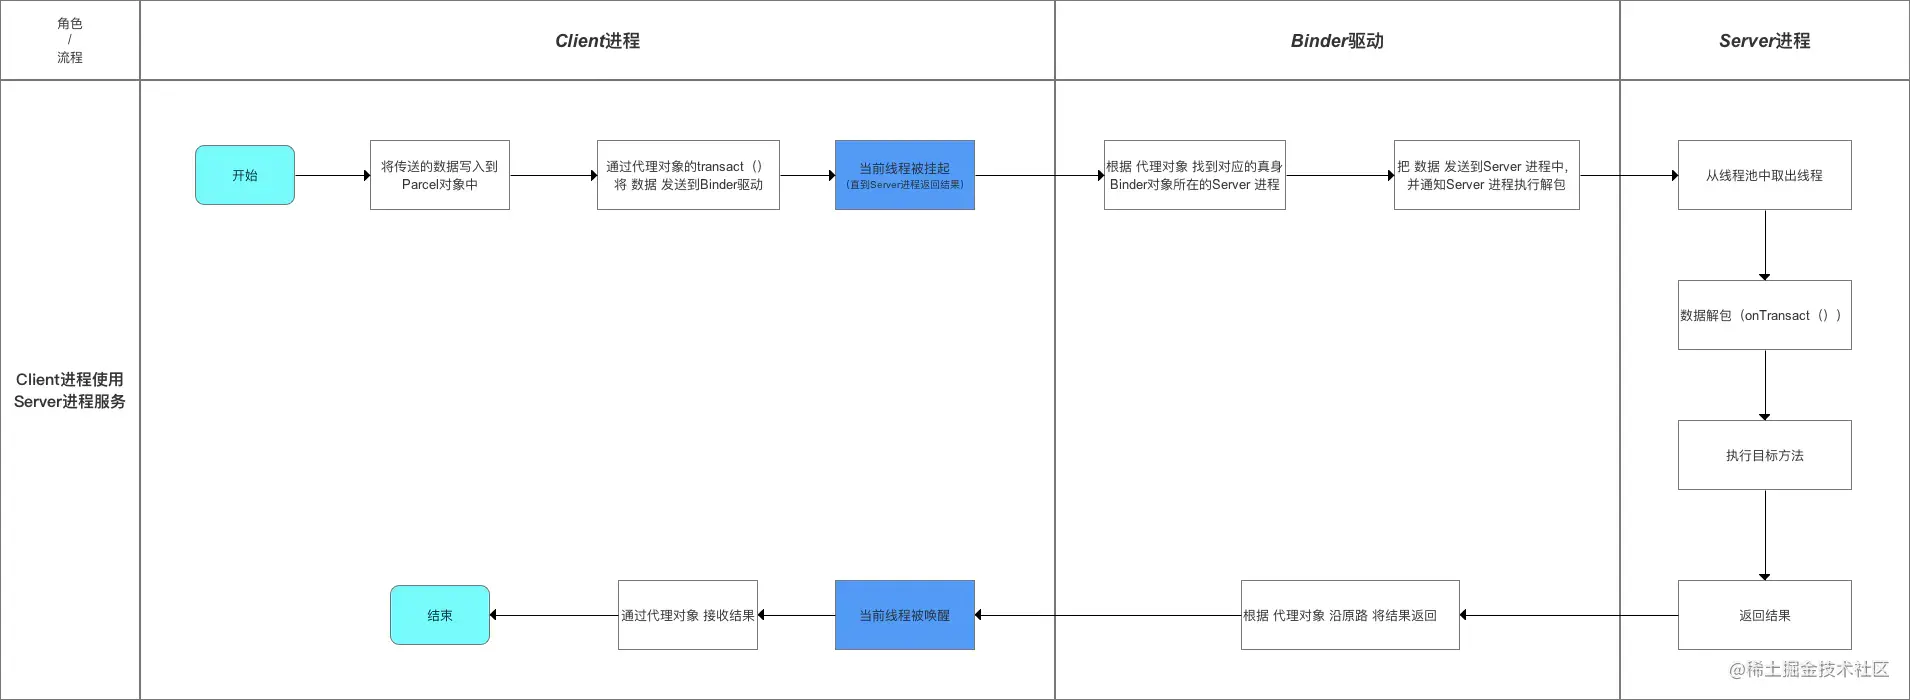 角色
/
流程
Client进程
Binder驱动
Server进程
Client进程使用
Server进程服务
开始
将传送的数据写入到
Parcel对象中
通过代理对象的transact（）
将 数据 发送到Binder驱动
当前线程被挂起
（直到Server进程返回结果）
根据 代理对象 找到对应的真身
Binder对象所在的Server 进程
把 数据 发送到Server 进程中，
并通知Server 进程执行解包
从线程池中取出线程
数据解包（onTransact（））
执行目标方法
返回结果
根据 代理对象 沿原路 将结果返回
当前线程被唤醒
通过代理对象 接收结果
结束
@稀土掘金技术社区